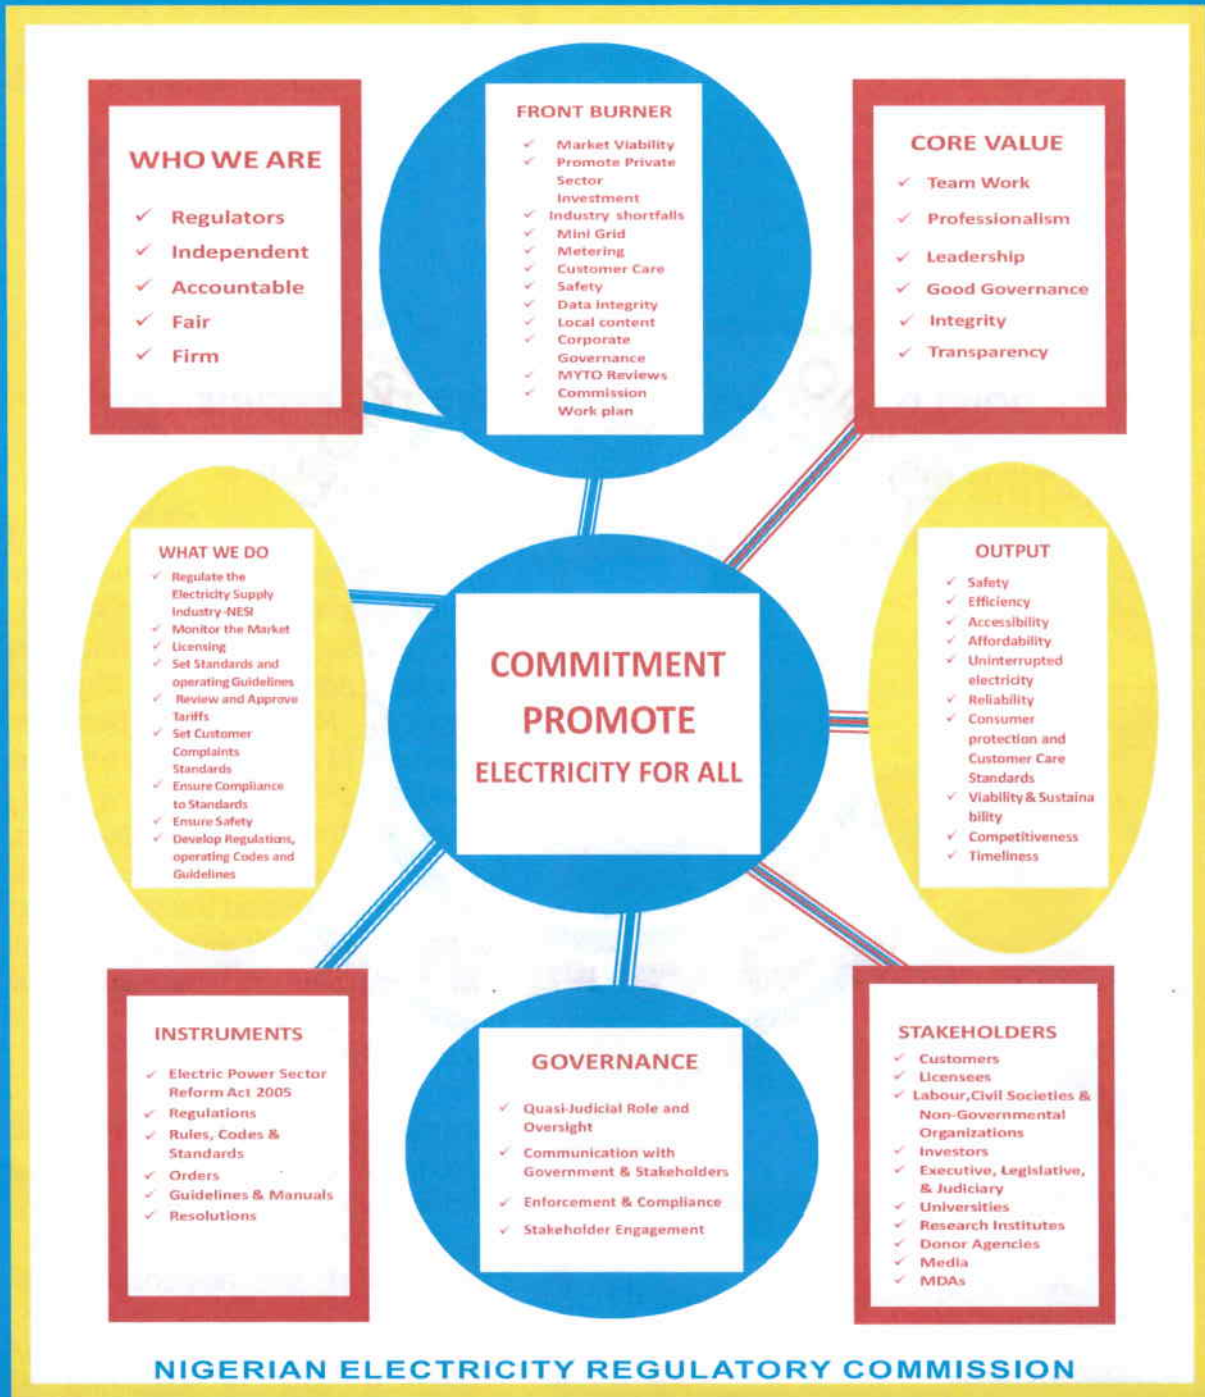 WHO WE ARE
✓ Regulators
✓ Independent
✓ Accountable
✓ Fair
✓ Firm
FRONT BURNER
✓ Market Viability
✓ Promote Private
Sector
Investment
✓ Industry shortfalls
✓ Mini Grid
✓ Metering
✓ Customer Care
✓ Safety
✓ Data Integrity
✓ Local content
✓ Corporate
Governance
✓ MYTO Reviews
✓ Commission
Work plan
CORE VALUE
✓ Team Work
✓ Professionalism
✓ Leadership
✓ Good Governance
✓ Integrity
✓ Transparency
WHAT WE DO
✓ Regulate the
Electricity Supply
Industry -NESI
✓ Monitor the Market
✓ Licensing
✓ Set Standards and
operating Guidelines
✓ Review and Approve
Tariffs
✓ Set Customer
Complaints
Standards
✓ Ensure Compliance
to Standards
✓ Ensure Safety
✓ Develop Regulations,
operating Codes and
Guidelines
COMMITMENT
PROMOTE
ELECTRICITY FOR ALL
OUTPUT
✓ Safety
✓ Efficiency
✓ Accessibility
✓ Affordability
✓ Uninterrupted
electricity
✓ Reliability
✓ Consumer
protection and
Customer Care
Standards
✓ Viability & Sustaina
bility
✓ Competitiveness
✓ Timeliness
INSTRUMENTS
✓ Electric Power Sector
Reform Act 2005
✓ Regulations
✓ Rules, Codes &
Standards
✓ Orders
✓ Guidelines & Manuals
✓ Resolutions
GOVERNANCE
✓ Quasi-Judicial Role and
Oversight
✓ Communication with
Government & Stakeholders
✓ Enforcement & Compliance
✓ Stakeholder Engagement
STAKEHOLDERS
✓ Customers
✓ Licensees
✓ Labour,Civil Societies &
Non-Governmental
Organizations
✓ Investors
✓ Executive, Legislative,
& Judiciary
✓ Universities
✓ Research Institutes
✓ Donor Agencies
✓ Media
✓ MDAs
NIGERIAN ELECTRICITY REGULATORY COMMISSION